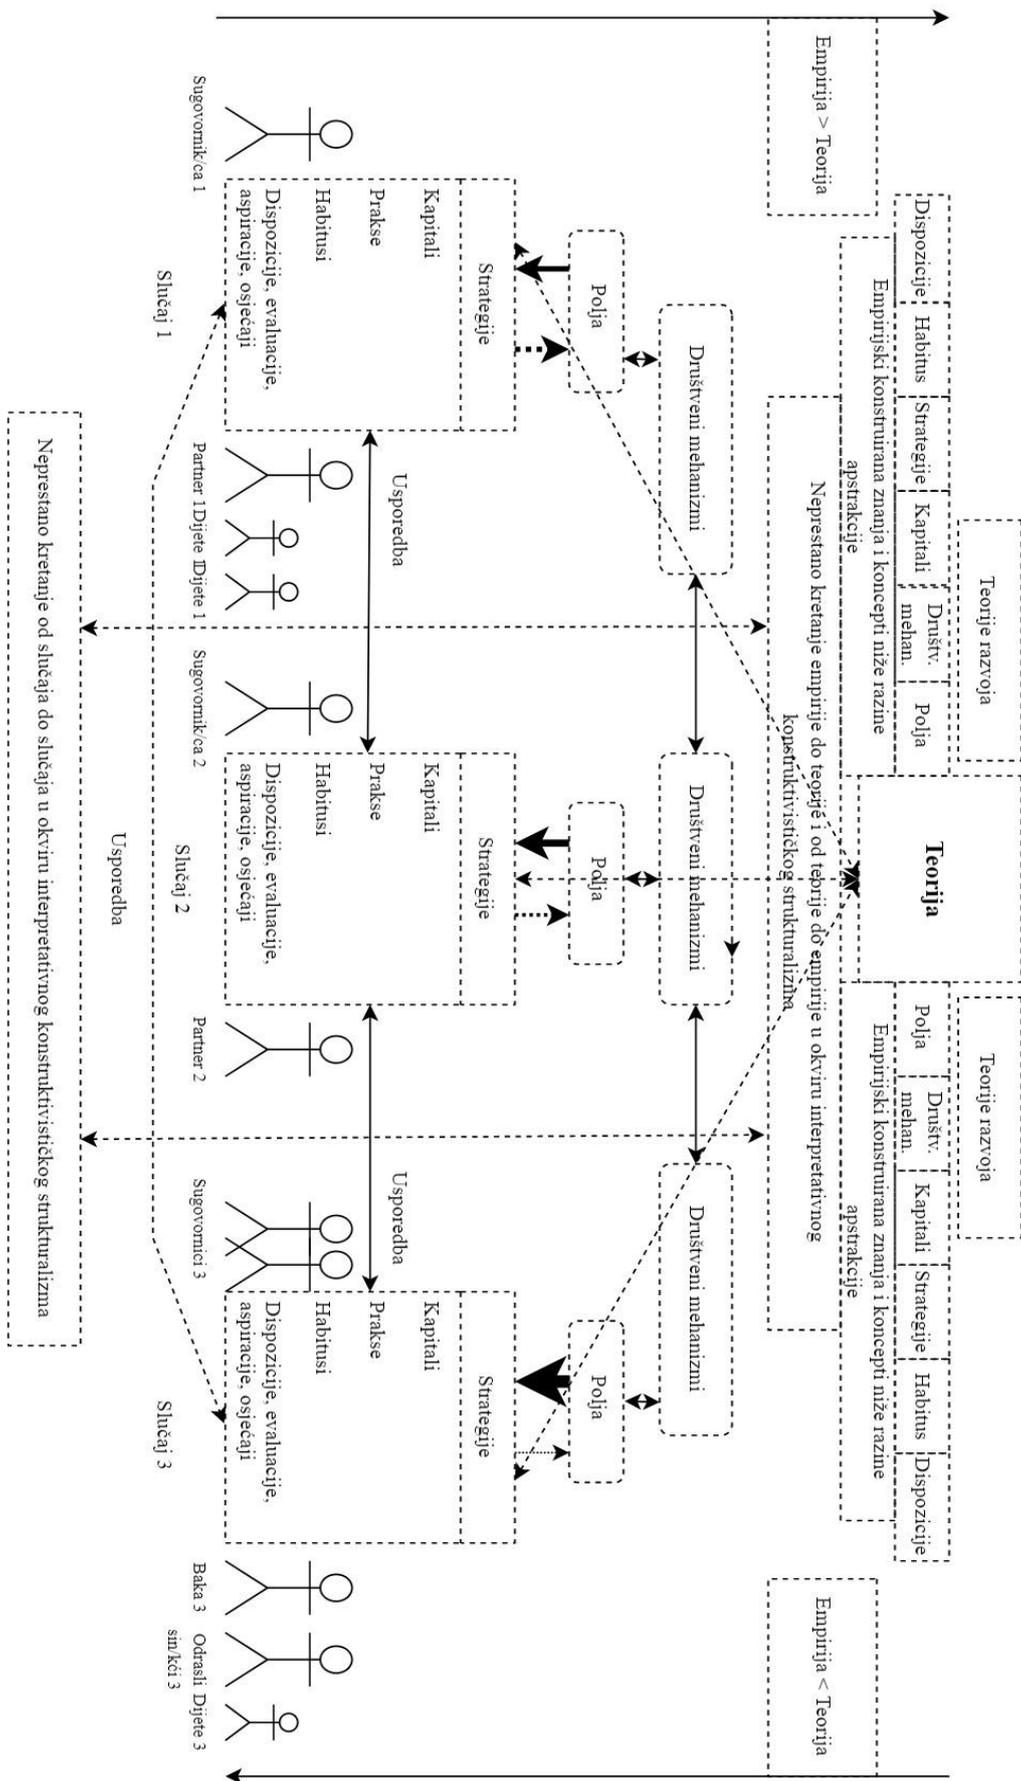 Teorije razvoja
Teorije razvoja
Teorija
Dispozicije
Habitus
Strategije
Kapitali
Društv.
mehan.
Polja
Polja
Društv.
mehan.
Kapitali
Strategije
Habitus
Dispozicije
Empirijski konstruirana znanja i koncepti niže razine
apstrakcije
Empirijski konstruirana znanja i koncepti niže razine
apstrakcije
Empirija > Teorija
Neprestano kretanje empirije do teorije i od teorije do empirije u okviru interpretativnog
konstruktivističkog strukturalizma
Empirija < Teorija
Društveni mehanizmi
Društveni mehanizmi
Društveni mehanizmi
Polja
Polja
Polja
Strategije
Kapitali
Prakse
Habitusi
Dispozicije, evaluacije,
aspiracije, osjećaji
Usporedba
Strategije
Kapitali
Prakse
Habitusi
Dispozicije, evaluacije,
aspiracije, osjećaji
Usporedba
Strategije
Kapitali
Prakse
Habitusi
Dispozicije, evaluacije,
aspiracije, osjećaji
Sugovornik/ca 1
Partner 1
Dijete 1
Dijete 1
Sugovornik/ca 2
Partner 2
Sugovornici 3
Baka 3
Odrasli
sin/kći 3
Dijete 3
Slučaj 1
Slučaj 2
Slučaj 3
Usporedba
Neprestano kretanje od slučaja do slučaja u okviru interpretativnog konstruktivističkog strukturalizma